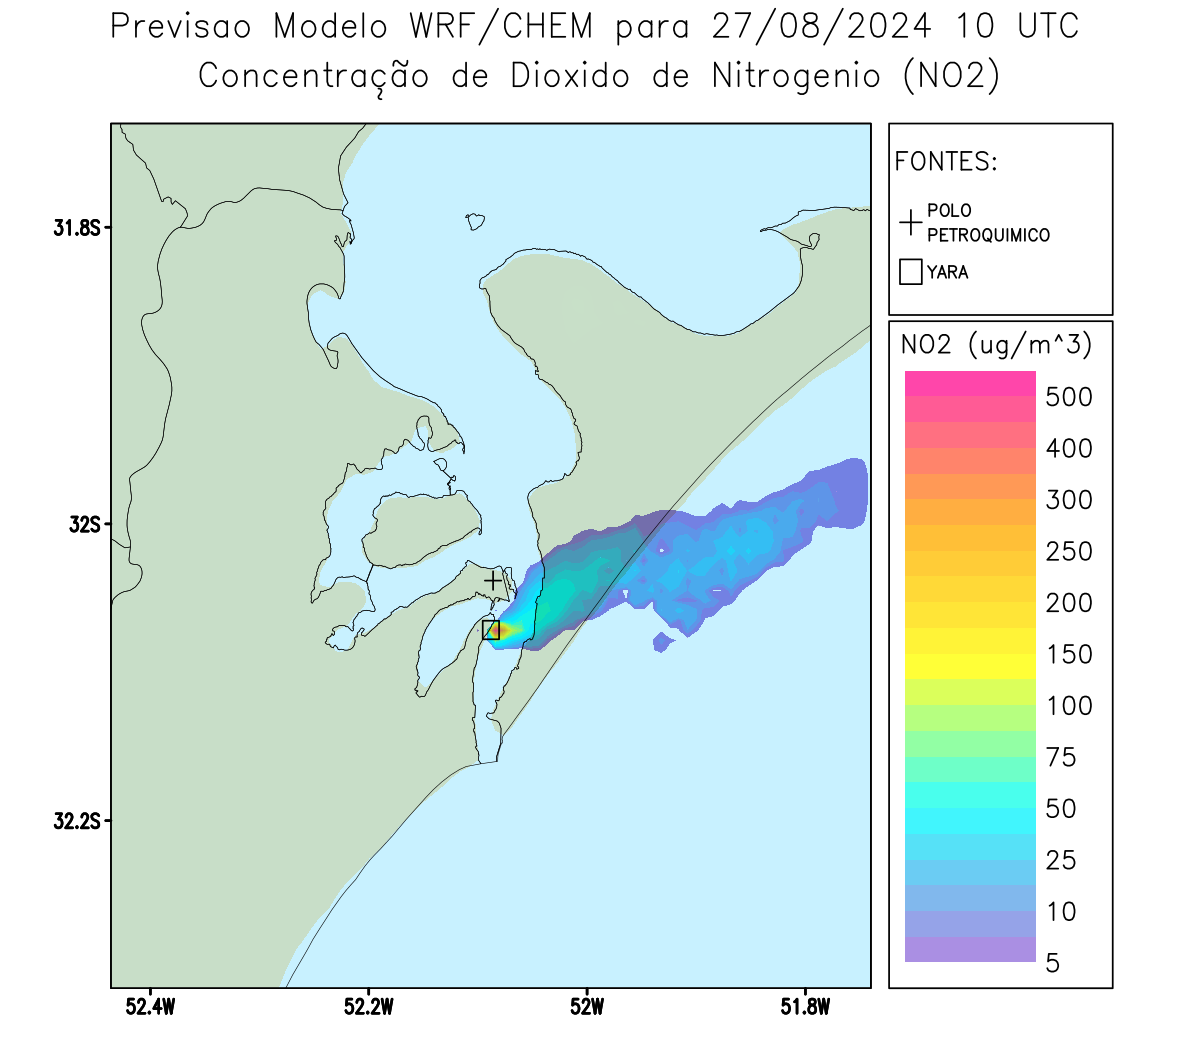 Previsao Modelo WRF/CHEM para 27/08/2024 10 UTC
Concentração de Dioxido de Nitrogenio (NO2)
FONTES:
POLO
PETROQUIMICO
YARA
NO2 (ug/m^3)
500
400
300
250
200
150
100
75
50
25
10
5
31.8S
32S
32.2S
52.4W
52.2W
52W
51.8W